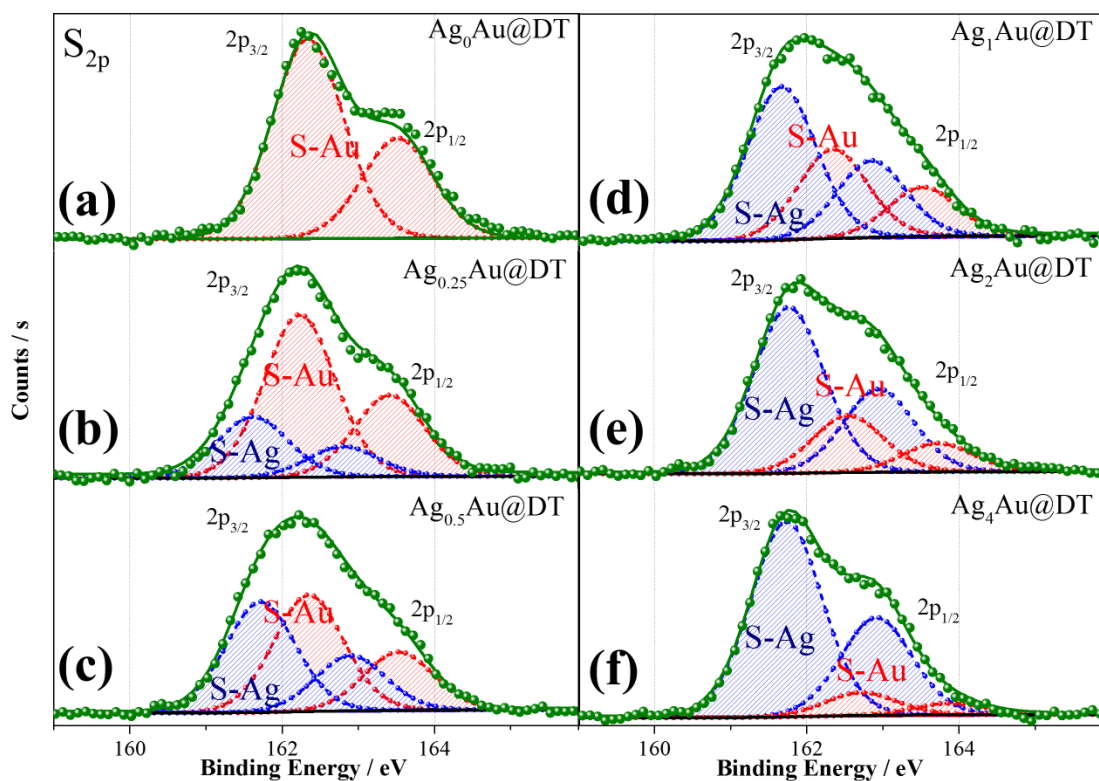 S2p
2p3/2
Ag0Au@DT
S-Au
2p1/2
(a)
2p3/2
Ag0.25Au@DT
S-Au
2p1/2
(b)
S-Ag
2p3/2
Ag0.5Au@DT
S-Au
2p1/2
(c)
S-Ag
160 162 164
Binding Energy / eV
Counts / s
2p3/2
Ag1Au@DT
S-Au
2p1/2
(d)
S-Ag
2p3/2
Ag2Au@DT
S-Au
2p1/2
S-Ag
(e)
2p3/2
Ag4Au@DT
2p1/2
S-Ag
S-Au
(f)
160 162 164
Binding Energy / eV